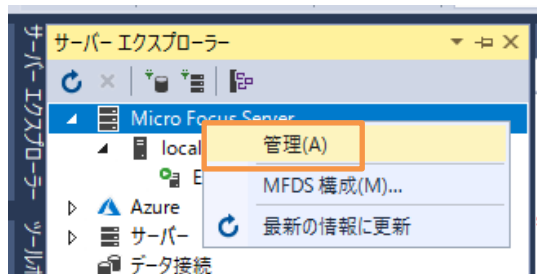 サーバー エクスプローラー
サーバー エクスプローラー
ツールボ
Micro Focus Server
管理(A)
local
MFDS 構成(M)...
E
Azure
最新の情報に更新
サーバー
データ接続